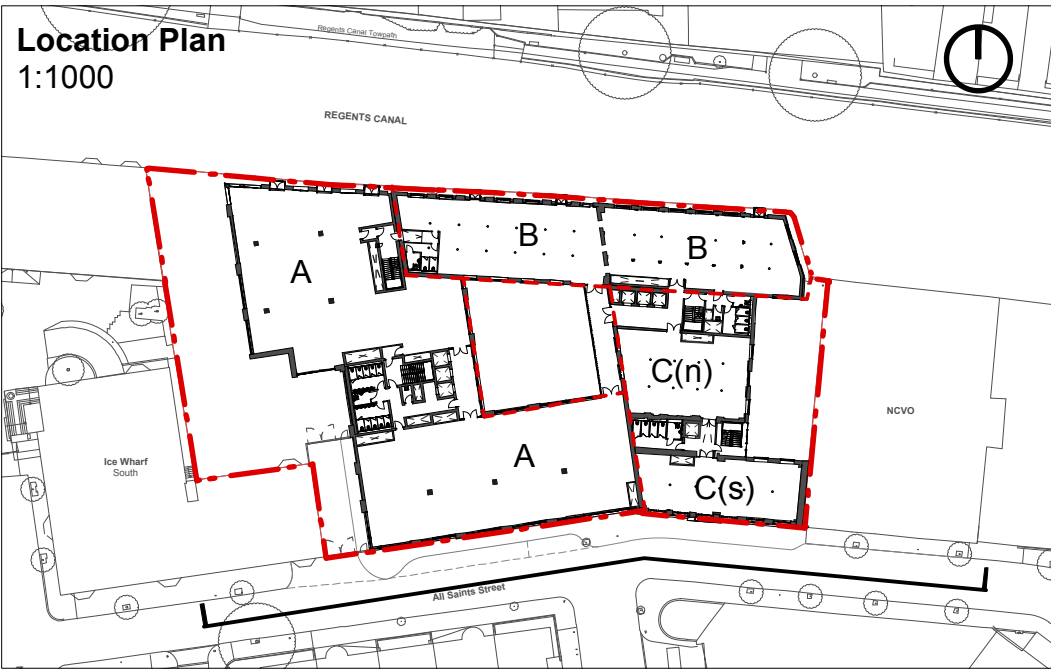 Location Plan
1:1000
Regents Canal Towpath
REGENTS CANAL
B
B
A
C(n)
NCVO
Ice Wharf
South
A
C(s)
All Saints Street